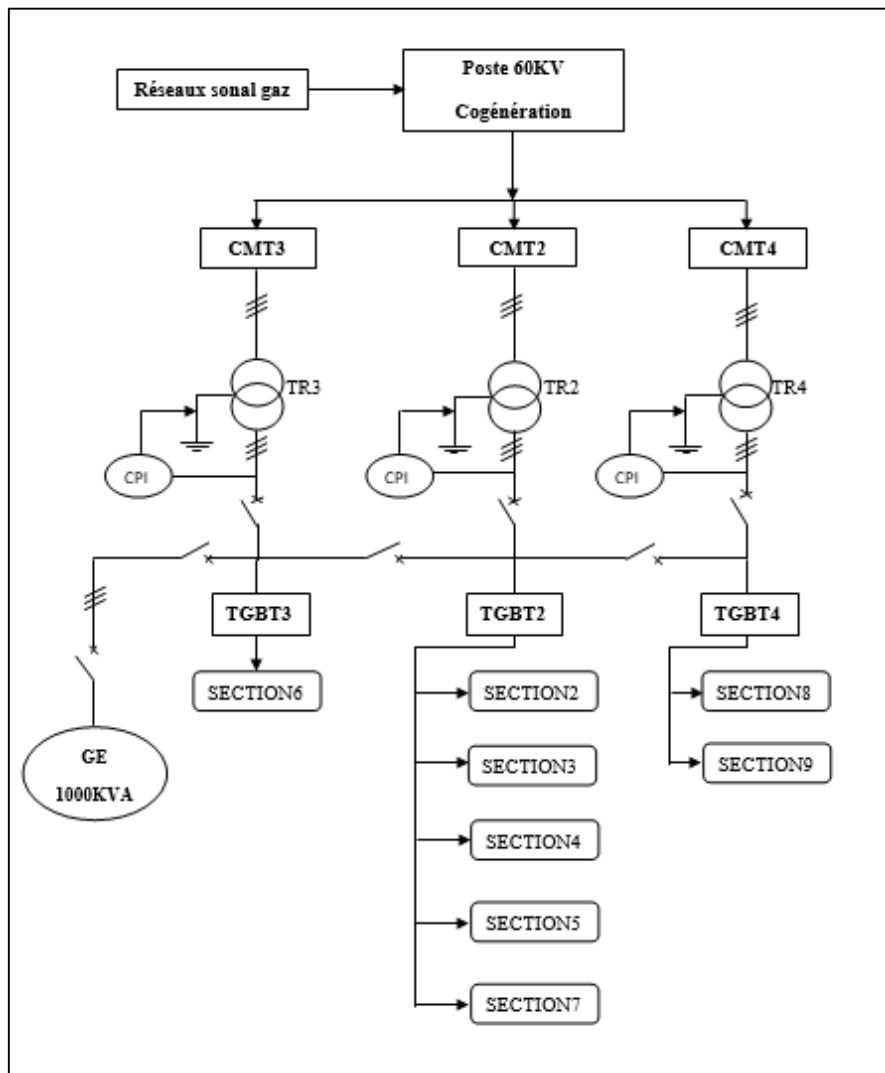 Réseaux sonal gaz
Poste 60KV
Cogénération
CMT3
CMT2
CMT4
TR3
TR2
TR4
CPI
CPI
CPI
TGBT3
TGBT2
TGBT4
SECTION6
SECTION2
SECTION8
SECTION3
SECTION9
GE
1000KVA
SECTION4
SECTION5
SECTION7